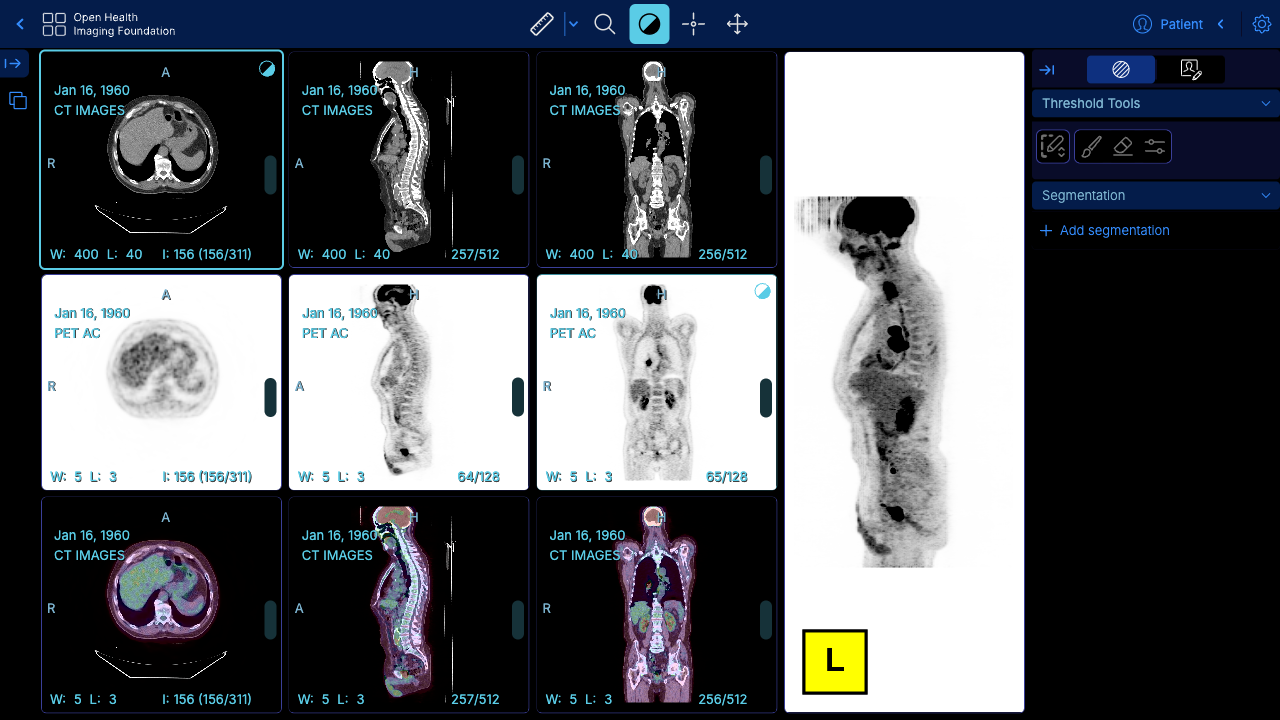 Open Health
Imaging Foundation
Patient
A
Jan 16, 1960
CT IMAGES
R
W: 400 L: 40
I: 156 (156/311)
H
Jan 16, 1960
CT IMAGES
A
W: 400 L: 40
257/512
H
Jan 16, 1960
CT IMAGES
R
W: 400 L: 40
256/512
A
Jan 16, 1960
PET AC
R
W: 5 L: 3
I: 156 (156/311)
H
Jan 16, 1960
PET AC
A
W: 5 L: 3
64/128
H
Jan 16, 1960
PET AC
R
W: 5 L: 3
65/128
A
Jan 16, 1960
CT IMAGES
R
W: 5 L: 3
I: 156 (156/311)
H
Jan 16, 1960
CT IMAGES
A
W: 5 L: 3
257/512
H
Jan 16, 1960
CT IMAGES
R
W: 5 L: 3
256/512
L
Threshold Tools
Segmentation
Add segmentation